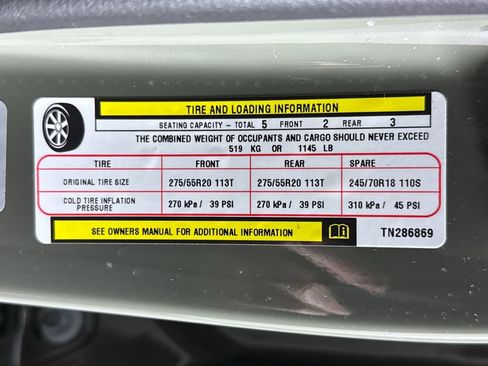 TIRE AND LOADING INFORMATION
SEATING CAPACITY - TOTAL 5 FRONT 2 REAR 3
THE COMBINED WEIGHT OF OCCUPANTS AND CARGO SHOULD NEVER EXCEED
519 KG OR 1145 LB
TIRE FRONT REAR SPARE
ORIGINAL TIRE SIZE 275/55R20 113T 275/55R20 113T 245/70R18 110S
COLD TIRE INFLATION PRESSURE 270 kPa / 39 PSI 270 kPa / 39 PSI 310 kPa / 45 PSI
SEE OWNERS MANUAL FOR ADDITIONAL INFORMATION TN286869